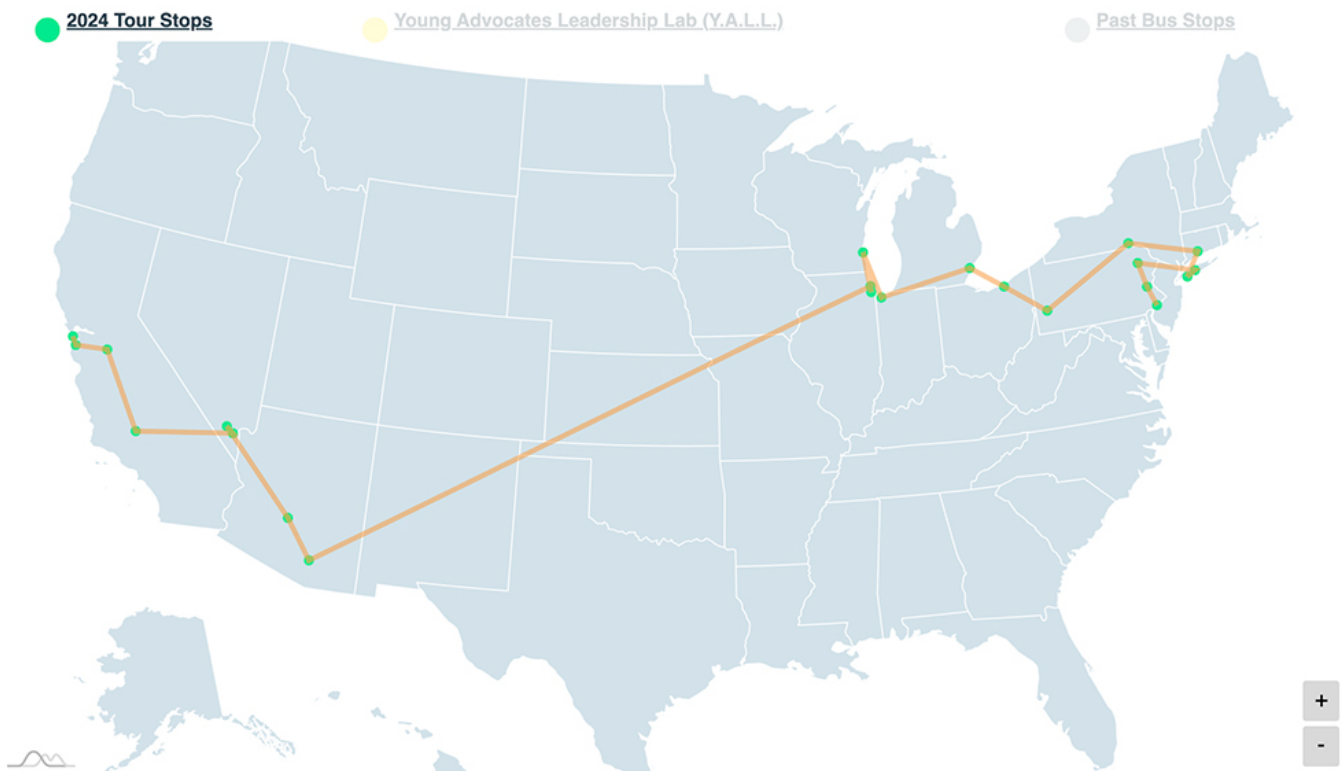 2024 Tour Stops
Young Advocates Leadership Lab (Y.A.L.L.)
Past Bus Stops
+
-